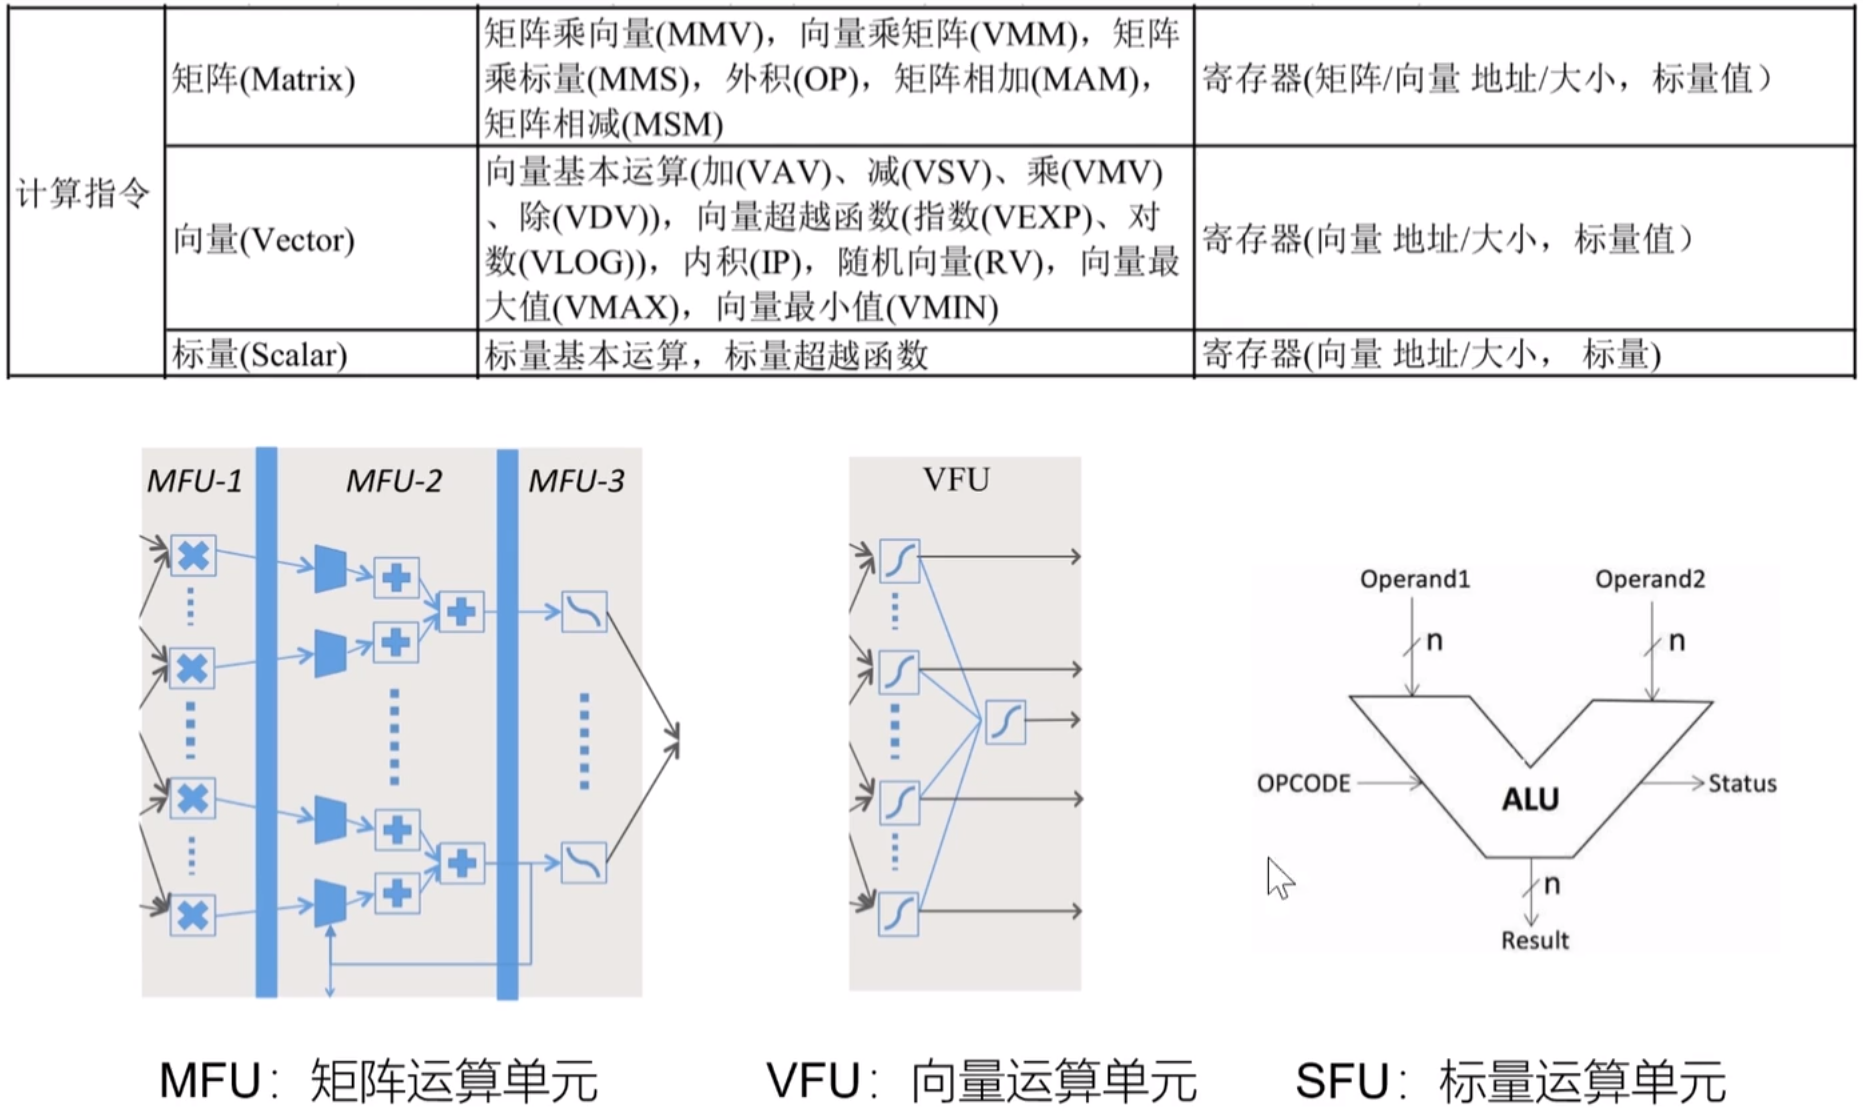 计算指令
矩阵(Matrix)
矩阵乘向量(MMV)，向量乘矩阵(VMM)，矩阵
乘标量(MMS)，外积(OP)，矩阵相加(MAM)，
矩阵相减(MSM)
寄存器(矩阵/向量 地址/大小，标量值）
向量(Vector)
向量基本运算(加(VAV)、减(VSV)、乘(VMV)
、除(VDV))，向量超越函数(指数(VEXP)、对
数(VLOG))，内积(IP)，随机向量(RV)，向量最
大值(VMAX)，向量最小值(VMIN)
寄存器(向量 地址/大小，标量值）
标量(Scalar)
标量基本运算，标量超越函数
寄存器(向量 地址/大小， 标量)
MFU-1
MFU-2
MFU-3
VFU
Operand1
Operand2
n
n
OPCODE
ALU
Status
n
Result
MFU：矩阵运算单元
VFU：向量运算单元
SFU：标量运算单元